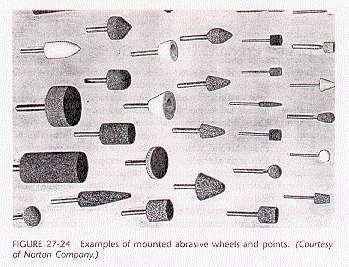 FIGURE 27-24 Examples of mounted abrasive wheels and points. (Courtesy
of Norton Company.)